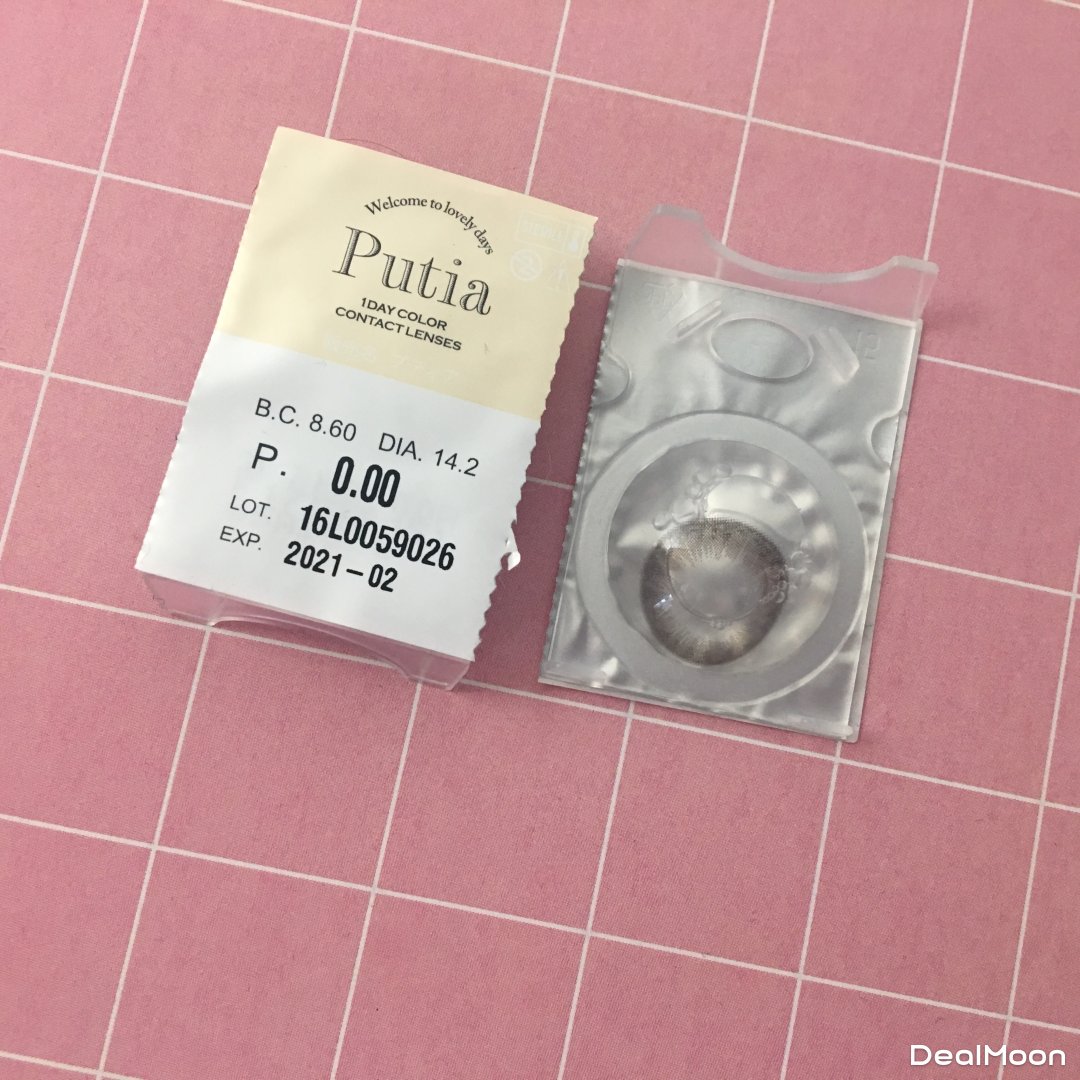 Welcome to lovely days
Putia
1DAY COLOR
CONTACT LENSES
B.C. 8.60 DIA. 14.2
P. 0.00
LOT. 16L0059026
EXP. 2021-02
DealMoon